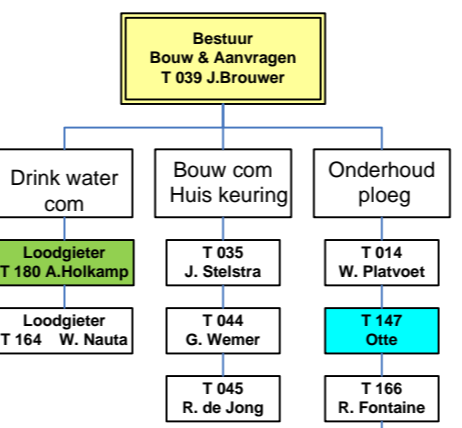 Bestuur
Bouw & Aanvragen
T 039 J.Brouwer
Drink water
com
Bouw com
Huis keuring
Onderhoud
ploeg
Loodgieter
T 180 A.Holkamp
T 035
J. Stelstra
T 014
W. Platvoet
Loodgieter
T 164 W. Nauta
T 044
G. Wemer
T 147
Otte
T 045
R. de Jong
T 166
R. Fontaine